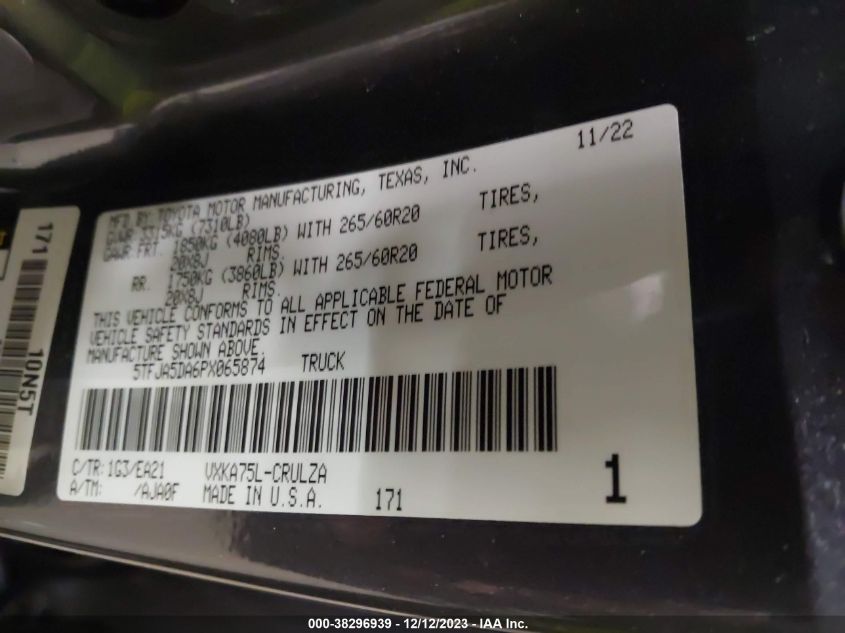 11/22
MFD.BY:TOYOTA MOTOR MANUFACTURING, TEXAS, INC.
GVWR 3315KG (7310LB)
GAWR FRT. 1850KG (4080LB) WITH 265/60R20 TIRES,
20X8J RIMS.
RR. 1750KG (3860LB) WITH 265/60R20 TIRES,
20X8J RIMS.
THIS VEHICLE CONFORMS TO ALL APPLICABLE FEDERAL MOTOR
VEHICLE SAFETY STANDARDS IN EFFECT ON THE DATE OF
MANUFACTURE SHOWN ABOVE.
5TFJA5DA6PX065874 TRUCK
C/TR:1G3/EA21 VXKA75L-CRULZA
A/TM: /AJA0F MADE IN U.S.A. 171
1
171
10N5T
000-38296939 - 12/12/2023 - IAA Inc.